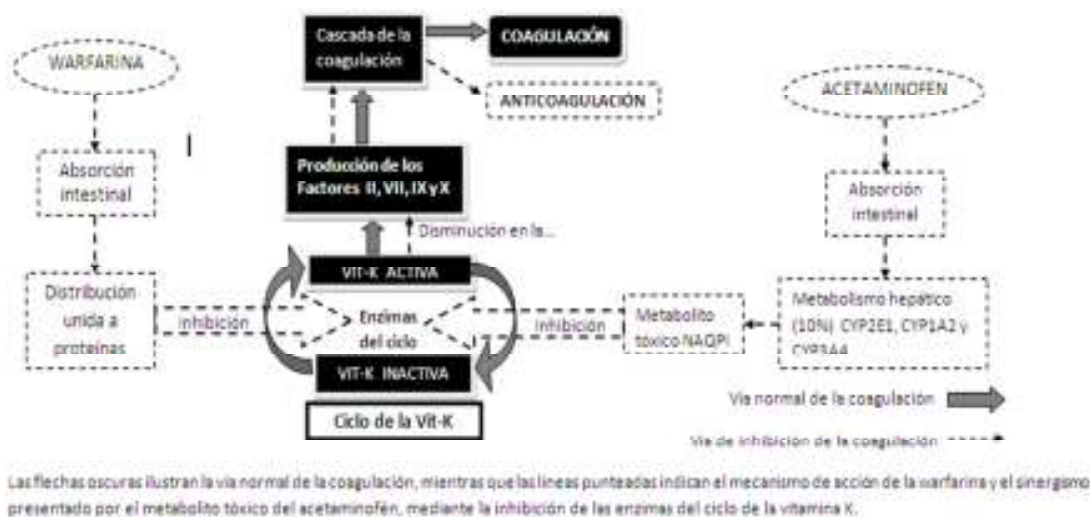 WARFARINA
Absorción
intestinal
Distribución
unida a
proteínas
Inhibición
Cascada de la
coagulación
COAGULACIÓN
ANTICOAGULACIÓN
Producción de los
Factores II, VII, IX y X
Disminución en la...
VIT-K ACTIVA
Enzimas
del ciclo
VIT-K INACTIVA
Ciclo de la Vit-K
ACETAMINOFEN
Absorción
intestinal
Metabolismo hepático
(10%) CYP2E1, CYP1A2 y
CYP3A4
Metabolito
tóxico NAQPI
Inhibición
Vía normal de la coagulación
Vía de inhibición de la coagulación
Las flechas oscuras ilustran la vía normal de la coagulación, mientras que las líneas punteadas indican el mecanismo de acción de la warfarina y el sinergismo
presentado por el metabolito tóxico del acetaminofén, mediante la inhibición de las enzimas del ciclo de la vitamina K.